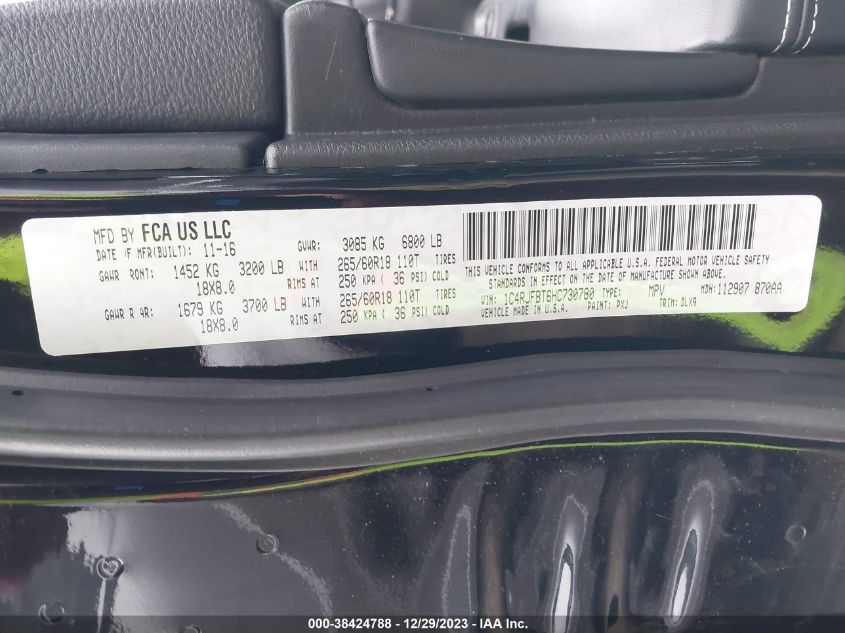 MFD BY FCA US LLC
DATE OF MFR(BUILT): 11-16 GVWR: 3085 KG 6800 LB
GAWR RONT: 1452 KG 3200 LB WITH 265/60R18 110T TIRES
18X8.0 RIMS AT 250 KPA ( 36 PSI) COLD
GAWR R AR: 1679 KG 3700 LB WITH 265/60R18 110T TIRES
18X8.0 RIMS AT 250 KPA ( 36 PSI) COLD
THIS VEHICLE CONFORMS TO ALL APPLICABLE U.S.A. FEDERAL MOTOR VEHICLE SAFETY
STANDARDS IN EFFECT ON THE DATE OF MANUFACTURE SHOWN ABOVE.
VIN: 1C4RJFBT6HC730780 MPV MDH: 112907 870AA
VEHICLE MADE IN U.S.A. PAINT: PXJ TRIM: DLX9
000-38424788 - 12/29/2023 - IAA Inc.